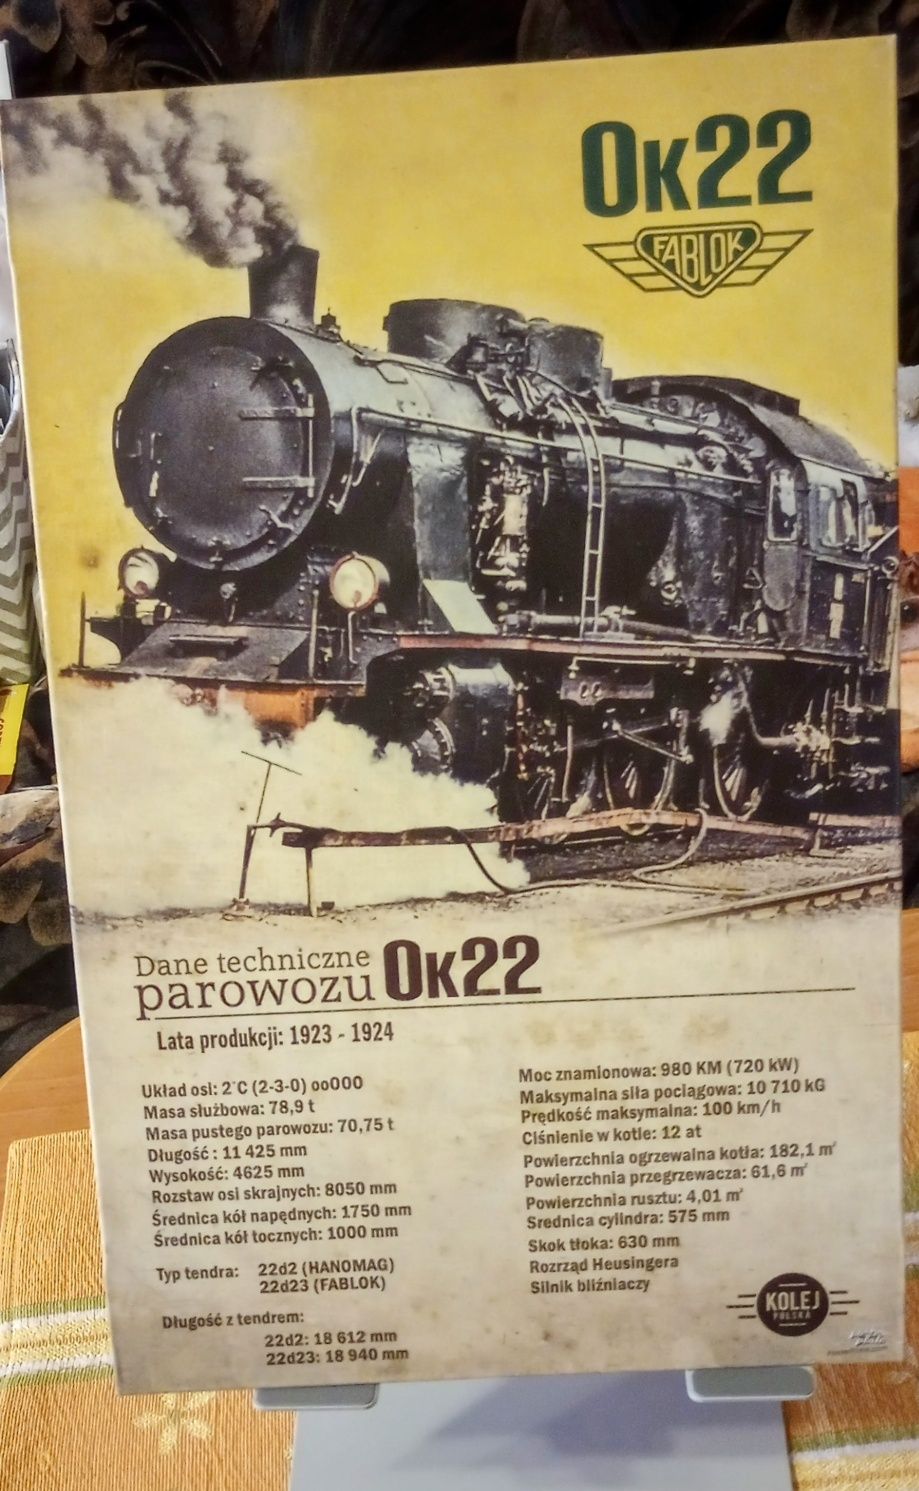 Ok22
FABLOK
Dane techniczne
parowozu Ok22
Lata produkcji: 1923 - 1924
Układ osi: 2'C (2-3-0) ooOOO
Masa służbowa: 78,9 t
Masa pustego parowozu: 70,75 t
Długość : 11 425 mm
Wysokość: 4625 mm
Rozstaw osi skrajnych: 8050 mm
Średnica kół napędnych: 1750 mm
Średnica kół tocznych: 1000 mm
Typ tendra: 22d2 (HANOMAG)
22d23 (FABLOK)
Długość z tendrem:
22d2: 18 612 mm
22d23: 18 940 mm
Moc znamionowa: 980 KM (720 kW)
Maksymalna siła pociągowa: 10 710 kG
Prędkość maksymalna: 100 km/h
Ciśnienie w kotle: 12 at
Powierzchnia ogrzewalna kotła: 182,1 m²
Powierzchnia przegrzewacza: 61,6 m²
Powierzchnia rusztu: 4,01 m²
Srednica cylindra: 575 mm
Skok tłoka: 630 mm
Rozrząd Heusingera
Silnik bliźniaczy
KOLEJ
POLSKA